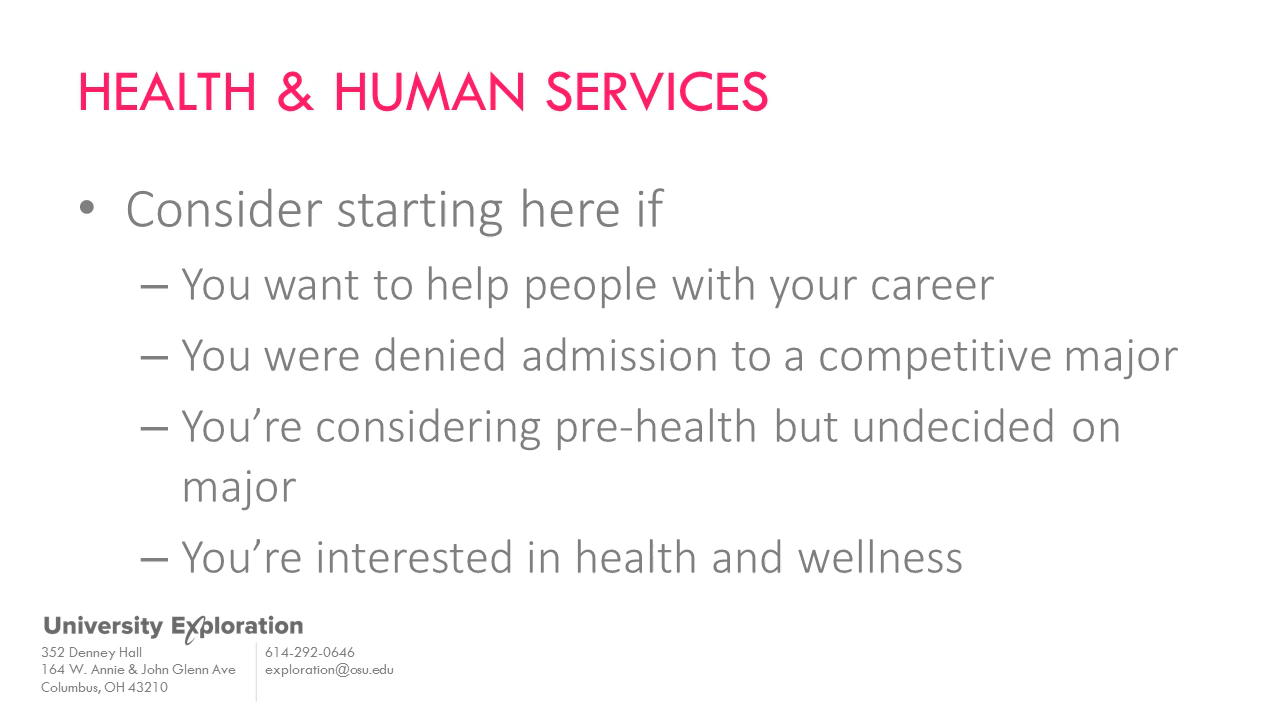 HEALTH & HUMAN SERVICES
• Consider starting here if
– You want to help people with your career
– You were denied admission to a competitive major
– You’re considering pre-health but undecided on
major
– You’re interested in health and wellness
University Exploration
352 Denney Hall
164 W. Annie & John Glenn Ave
Columbus, OH 43210
614-292-0646
exploration@osu.edu